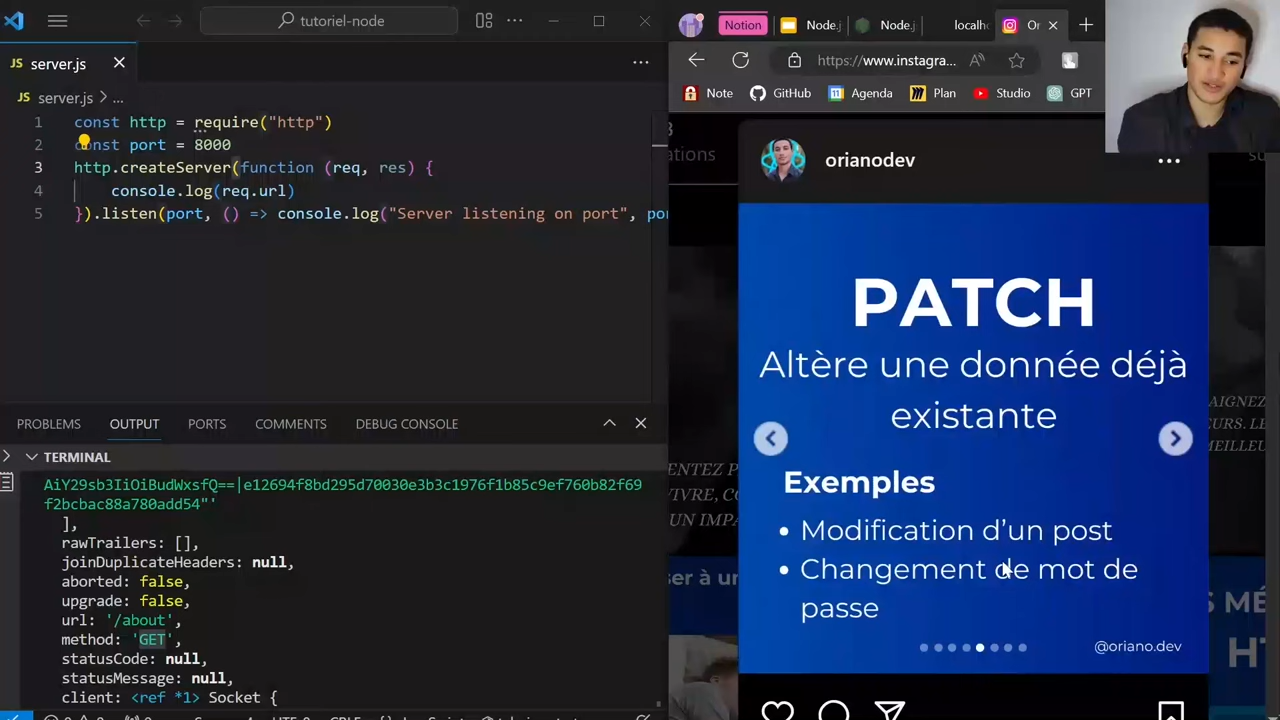 tutoriel-node
JS server.js
JS server.js > ...
1 const http = require("http")
2 const port = 8000
3 http.createServer(function (req, res) {
4 console.log(req.url)
5 }).listen(port, () => console.log("Server listening on port",
PROBLEMS OUTPUT PORTS COMMENTS DEBUG CONSOLE
TERMINAL
AiY29sb3IiOiBudWxsfQ==|e12694f8bd295d70030e3b3c1976f1b85c9ef760b82f69
f2bcbac88a780add54"'
],
rawTrailers: [],
joinDuplicateHeaders: null,
aborted: false,
upgrade: false,
url: '/about',
method: 'GET',
statusCode: null,
statusMessage: null,
client: <ref *1> Socket {
Notion Node.j Node.j localh Or
https://www.instagra...
Note GitHub Agenda Plan Studio GPT
orianodev
PATCH
Altère une donnée déjà
existante
Exemples
• Modification d'un post
• Changement de mot de
passe
@oriano.dev